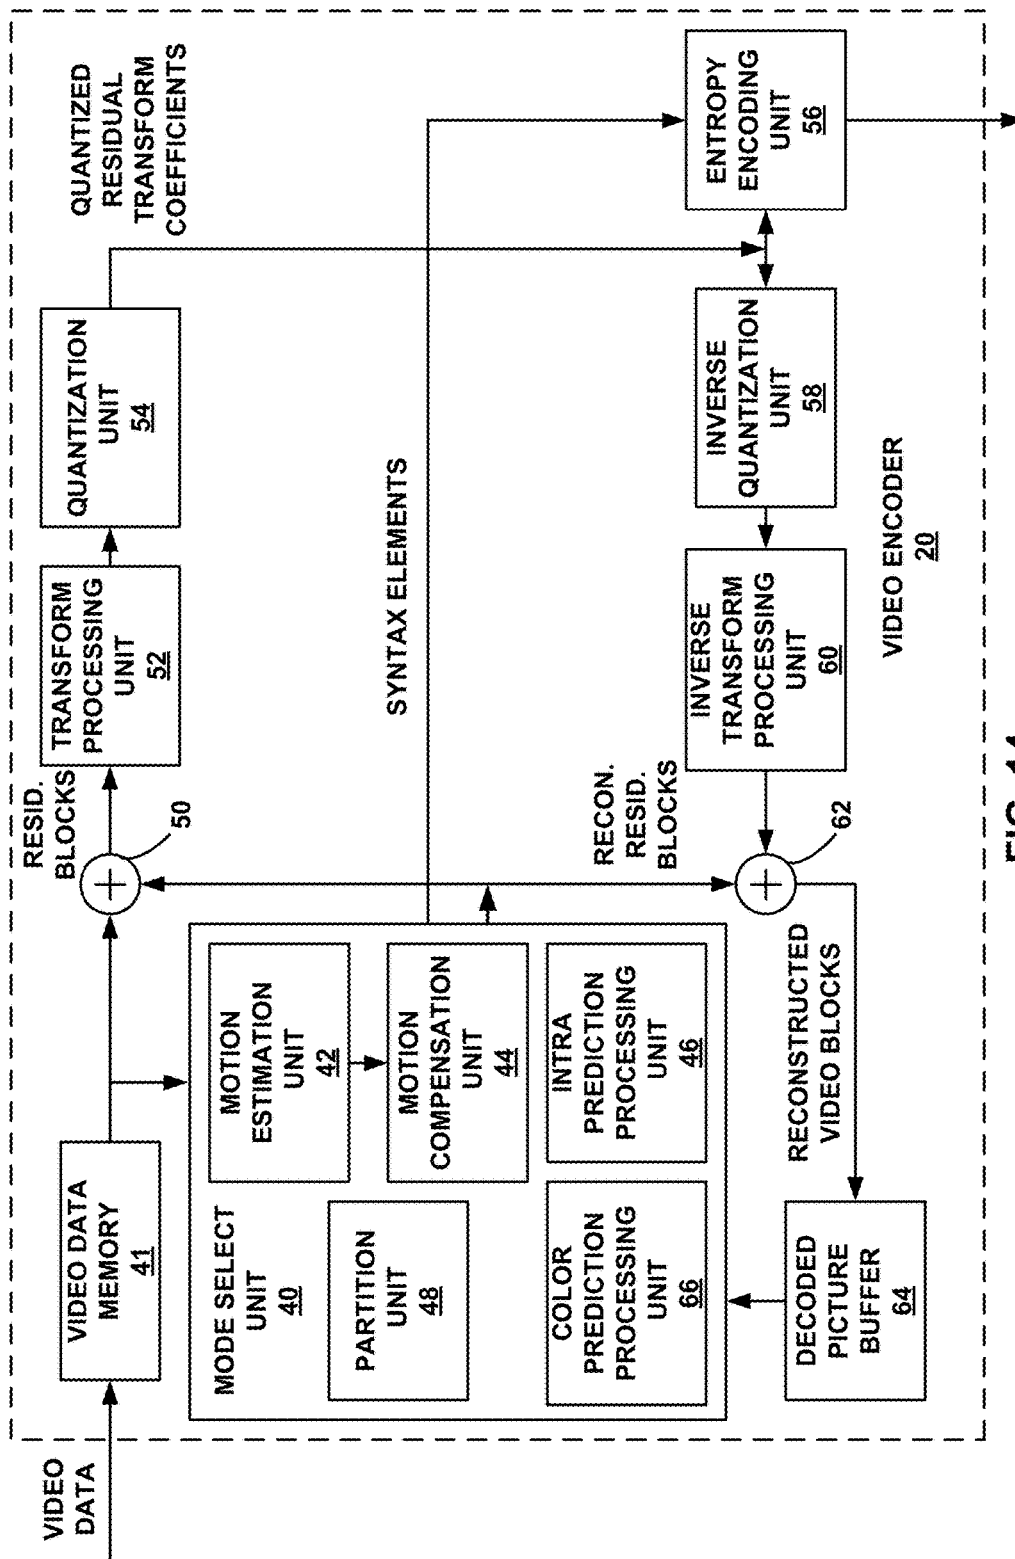 VIDEO
DATA
VIDEO DATA
MEMORY
41
MODE SELECT
UNIT
40
PARTITION
UNIT
48
MOTION
ESTIMATION
UNIT
42
MOTION
COMPENSATION
UNIT
44
INTRA
PREDICTION
PROCESSING
UNIT
46
COLOR
PREDICTION
PROCESSING
UNIT
66
DECODED
PICTURE
BUFFER
64
RECONSTRUCTED
VIDEO BLOCKS
RESID.
BLOCKS
50
TRANSFORM
PROCESSING
UNIT
52
QUANTIZATION
UNIT
54
QUANTIZED
RESIDUAL
TRANSFORM
COEFFICIENTS
SYNTAX ELEMENTS
RECON.
RESID.
BLOCKS
62
INVERSE
TRANSFORM
PROCESSING
UNIT
60
INVERSE
QUANTIZATION
UNIT
58
ENTROPY
ENCODING
UNIT
56
VIDEO ENCODER
20